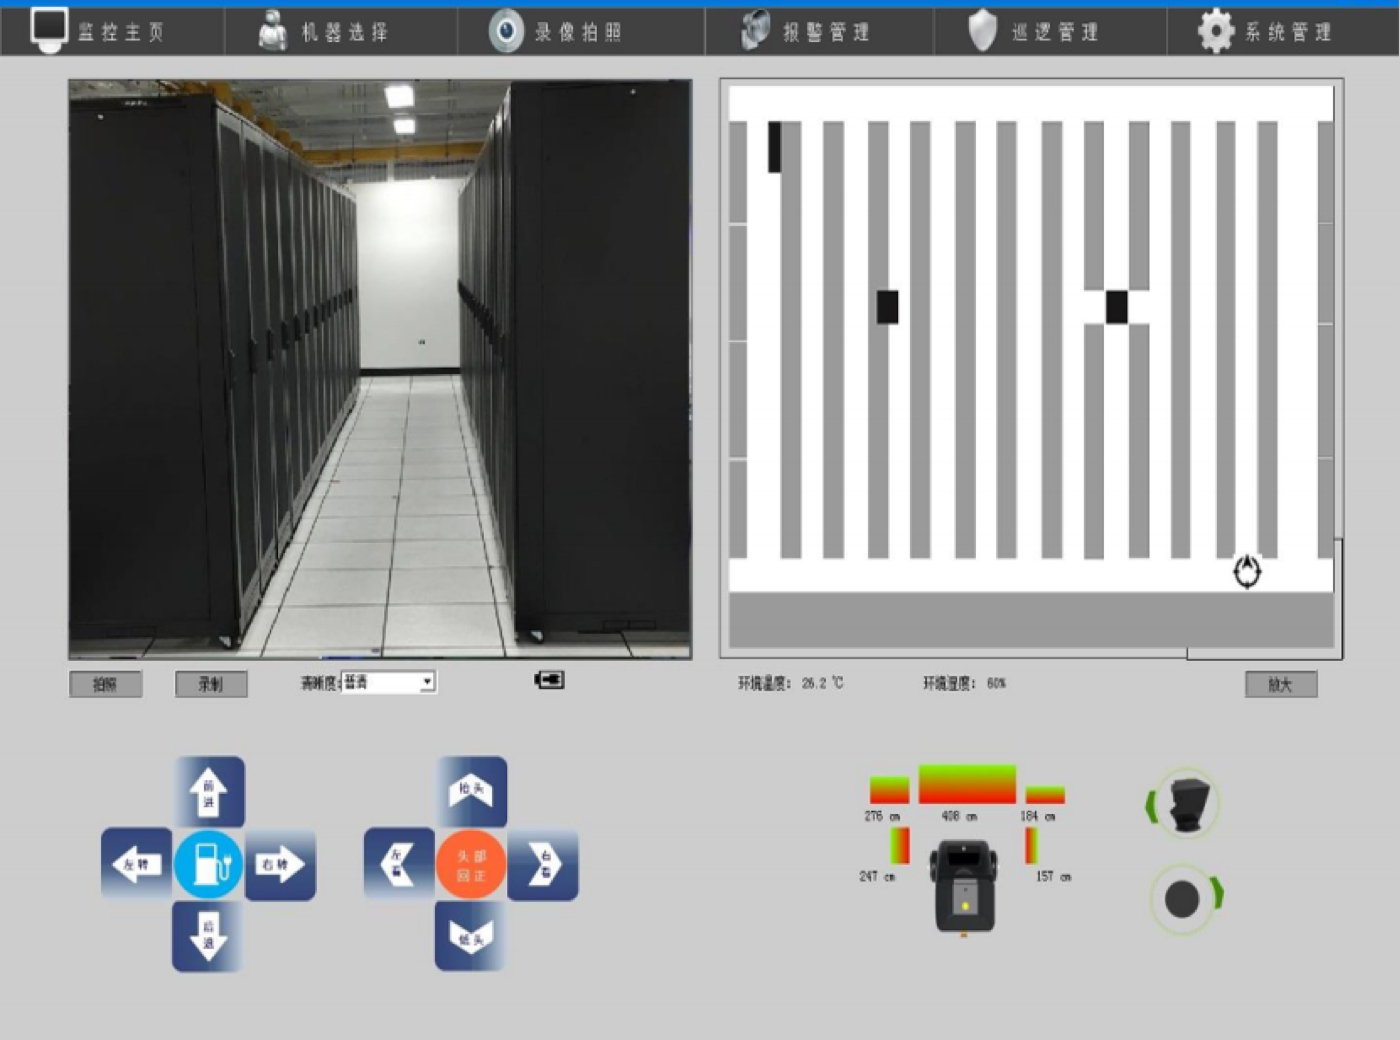 监控主页
机器选择
录像拍照
报警管理
巡逻管理
系统管理
拍照
录制
清晰度:
普清
环境温度: 26.2 ℃
环境湿度: 60%
放大
前进
左转
右转
后退
抬头
左看
头部回正
右看
低头
276 cm
408 cm
184 cm
247 cm
157 cm